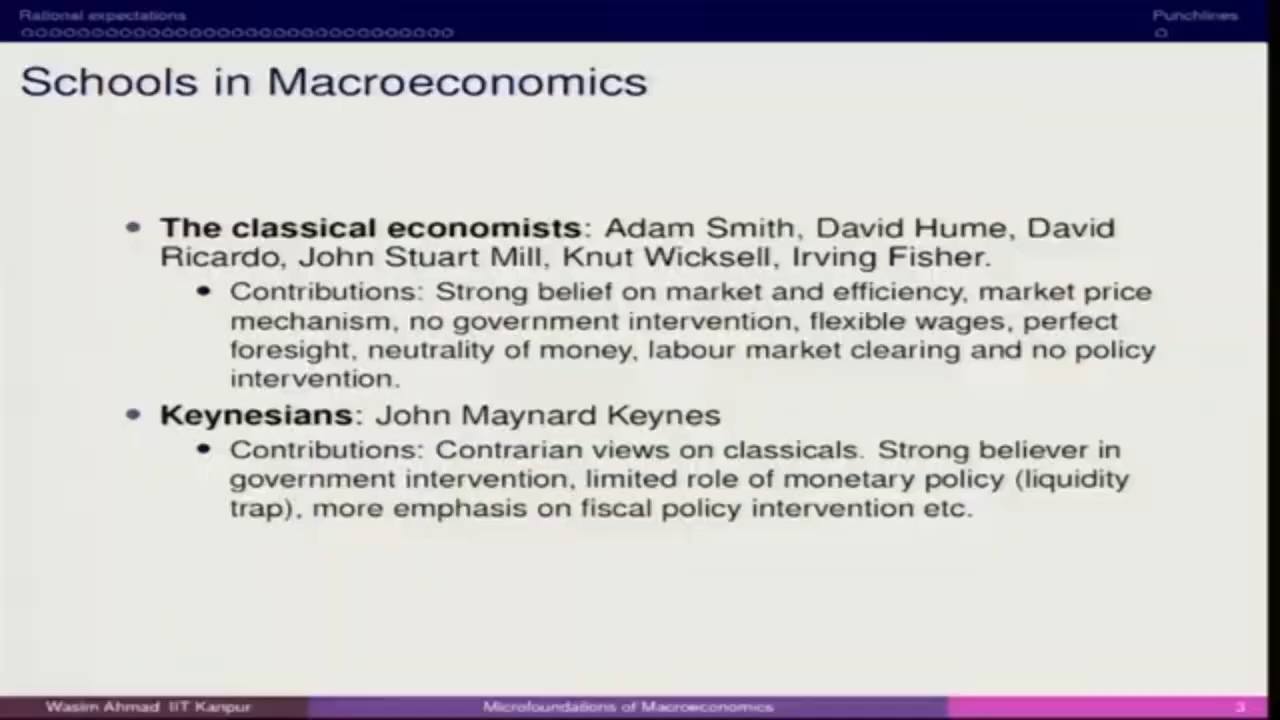 Rational expectations
Punchlines
Schools in Macroeconomics
The classical economists: Adam Smith, David Hume, David
Ricardo, John Stuart Mill, Knut Wicksell, Irving Fisher.
Contributions: Strong belief on market and efficiency, market price
mechanism, no government intervention, flexible wages, perfect
foresight, neutrality of money, labour market clearing and no policy
intervention.
Keynesians: John Maynard Keynes
Contributions: Contrarian views on classicals. Strong believer in
government intervention, limited role of monetary policy (liquidity
trap), more emphasis on fiscal policy intervention etc.
Wasim Ahmad IIT Kanpur
Microfoundations of Macroeconomics
3